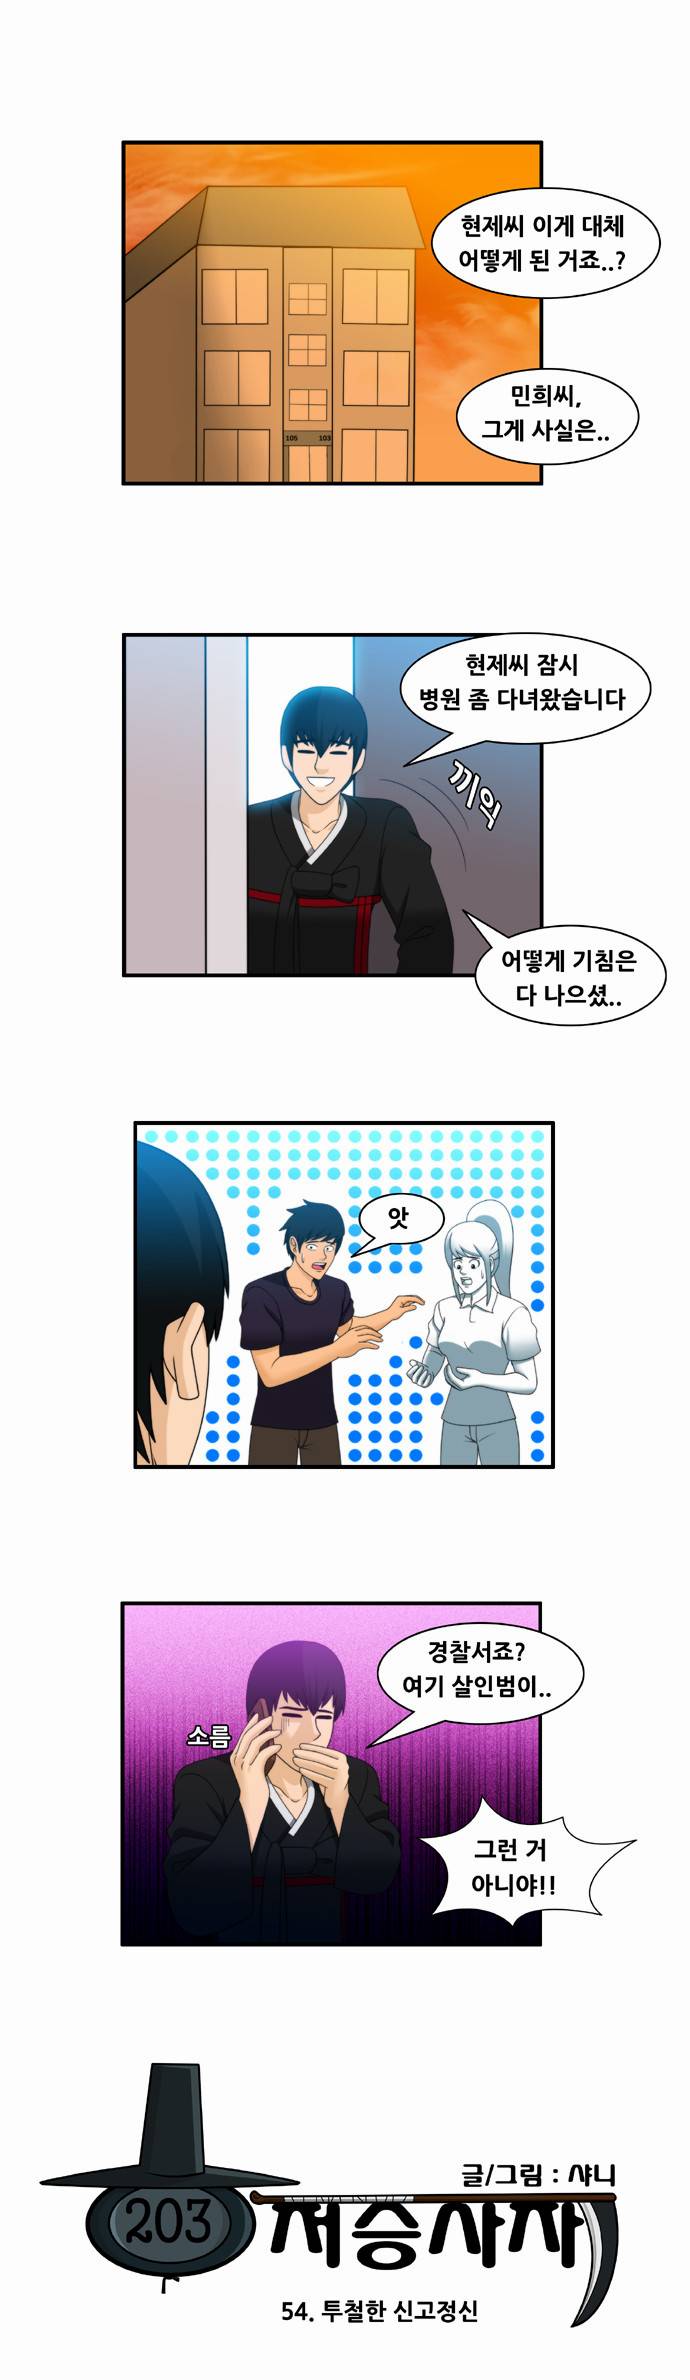 현제씨 이게 대체
어떻게 된 거죠..?
민희씨,
그게 사실은..
105 103
현제씨 잠시
병원 좀 다녀왔습니다
끼익
어떻게 기침은
다 나으셨..
앗
경찰서죠?
여기 살인범이..
소름
그런 거
아니야!!
글/그림 : 샤니
203 저승사자
54. 투철한 신고정신